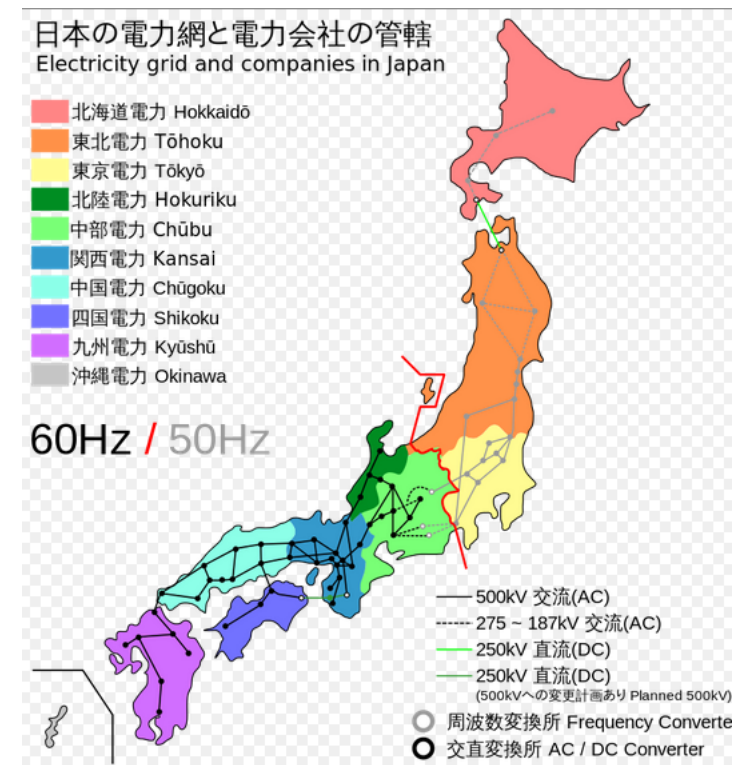 日本の電力網と電力会社の管轄
Electricity grid and companies in Japan
北海道電力 Hokkaidō
東北電力 Tōhoku
東京電力 Tōkyō
北陸電力 Hokuriku
中部電力 Chūbu
関西電力 Kansai
中国電力 Chūgoku
四国電力 Shikoku
九州電力 Kyūshū
沖縄電力 Okinawa
60Hz / 50Hz
500kV 交流(AC)
275 ~ 187kV 交流(AC)
250kV 直流(DC)
250kV 直流(DC)
(500kVへの変更計画あり Planned 500kV)
周波数変換所 Frequency Converte
交直変換所 AC / DC Converter